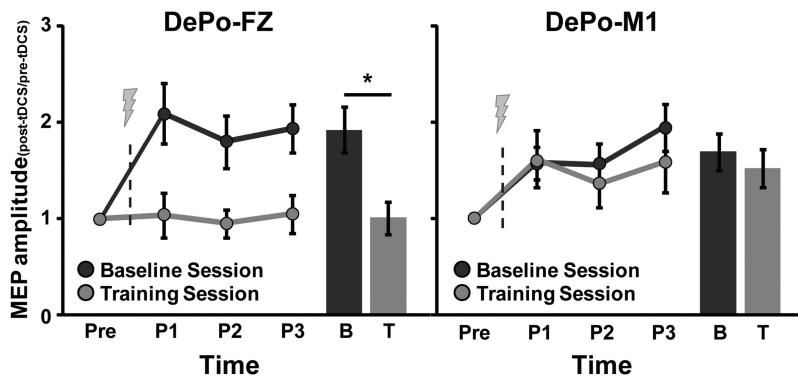 DePo-FZ
DePo-M1
MEP amplitude(post-tDCS/pre-tDCS)
3
2
1
0
*
Baseline Session
Training Session
Baseline Session
Training Session
Pre P1 P2 P3 B T
Pre P1 P2 P3 B T
Time
Time